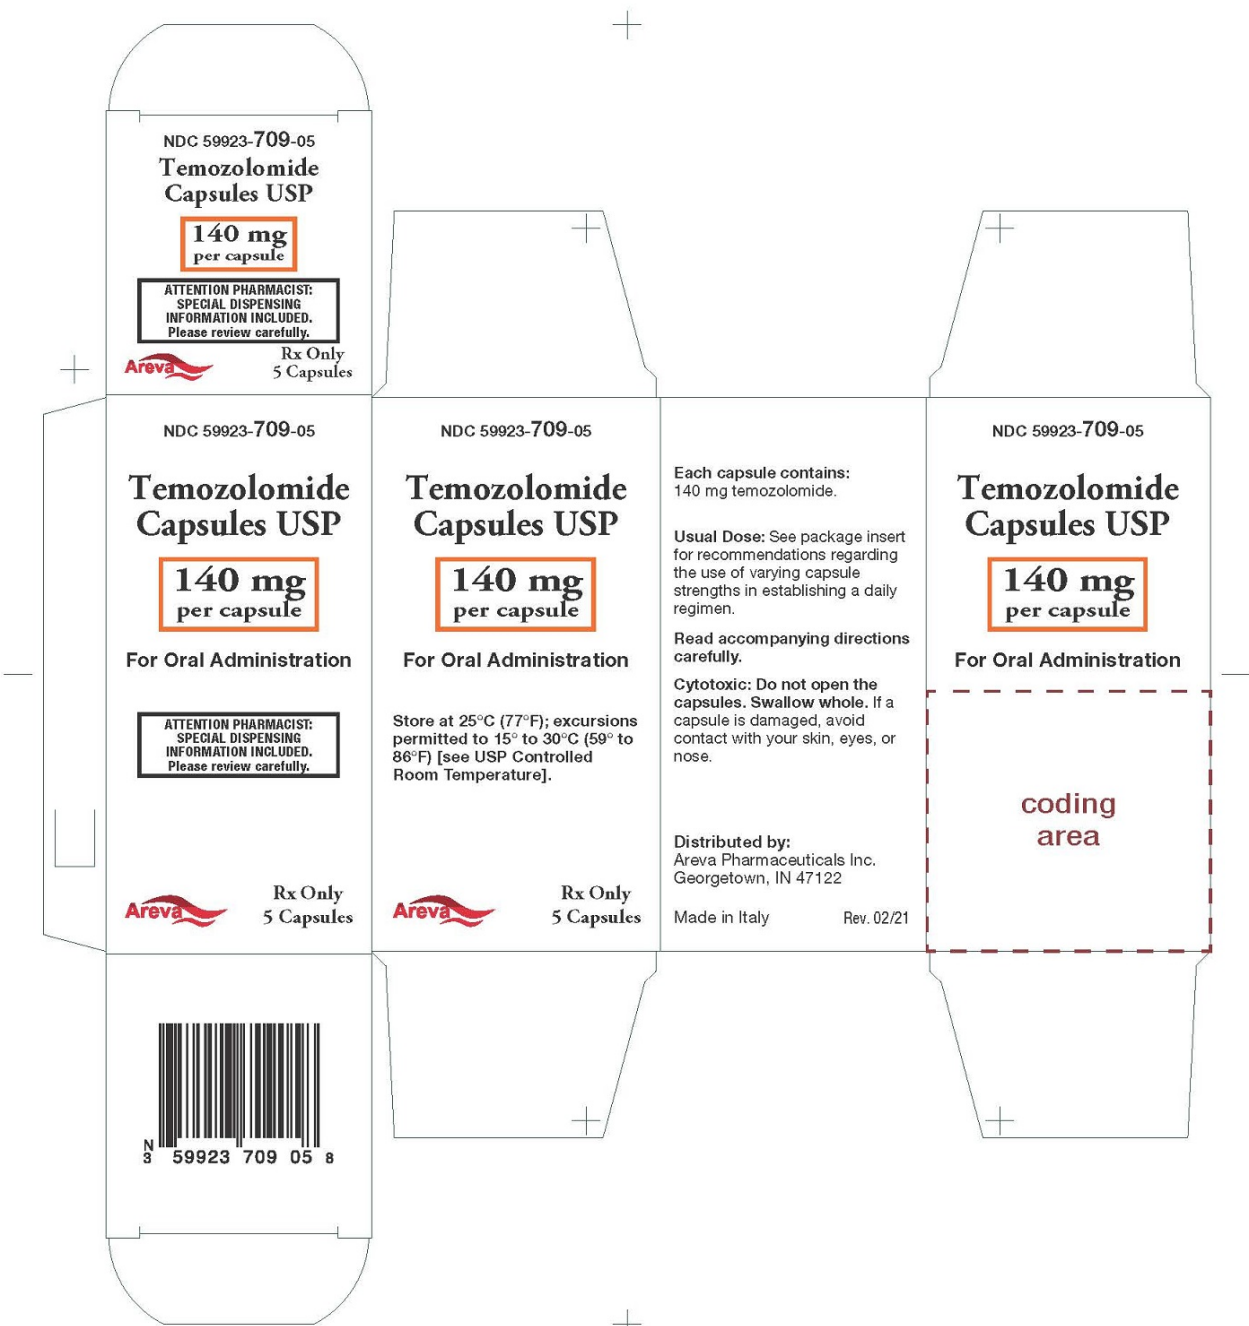 NDC 59923-709-05
Temozolomide
Capsules USP
140 mg
per capsule
ATTENTION PHARMACIST:
SPECIAL DISPENSING
INFORMATION INCLUDED.
Please review carefully.
Areva
Rx Only
5 Capsules
NDC 59923-709-05
Temozolomide
Capsules USP
140 mg
per capsule
For Oral Administration
ATTENTION PHARMACIST:
SPECIAL DISPENSING
INFORMATION INCLUDED.
Please review carefully.
Areva
Rx Only
5 Capsules
NDC 59923-709-05
Temozolomide
Capsules USP
140 mg
per capsule
For Oral Administration
Store at 25°C (77°F); excursions
permitted to 15° to 30°C (59° to
86°F) [see USP Controlled
Room Temperature].
Areva
Rx Only
5 Capsules
Each capsule contains:
140 mg temozolomide.
Usual Dose: See package insert
for recommendations regarding
the use of varying capsule
strengths in establishing a daily
regimen.
Read accompanying directions
carefully.
Cytotoxic: Do not open the
capsules. Swallow whole. If a
capsule is damaged, avoid
contact with your skin, eyes, or
nose.
Distributed by:
Areva Pharmaceuticals Inc.
Georgetown, IN 47122
Made in Italy Rev. 02/21
NDC 59923-709-05
Temozolomide
Capsules USP
140 mg
per capsule
For Oral Administration
coding
area
N
3 59923 709 05 8